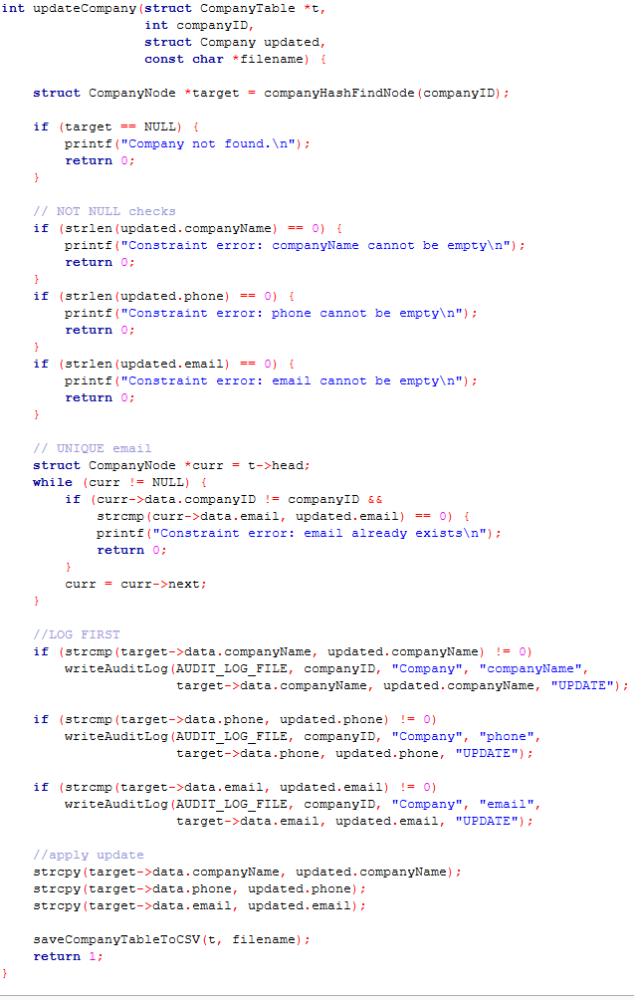 int updateCompany(struct CompanyTable *t,
                  int companyID,
                  struct Company updated,
                  const char *filename) {

    struct CompanyNode *target = companyHashFindNode(companyID);

    if (target == NULL) {
        printf("Company not found.\n");
        return 0;
    }

    // NOT NULL checks
    if (strlen(updated.companyName) == 0) {
        printf("Constraint error: companyName cannot be empty\n");
        return 0;
    }
    if (strlen(updated.phone) == 0) {
        printf("Constraint error: phone cannot be empty\n");
        return 0;
    }
    if (strlen(updated.email) == 0) {
        printf("Constraint error: email cannot be empty\n");
        return 0;
    }

    // UNIQUE email
    struct CompanyNode *curr = t->head;
    while (curr != NULL) {
        if (curr->data.companyID != companyID &&
            strcmp(curr->data.email, updated.email) == 0) {
            printf("Constraint error: email already exists\n");
            return 0;
        }
        curr = curr->next;
    }

    //LOG FIRST
    if (strcmp(target->data.companyName, updated.companyName) != 0)
        writeAuditLog(AUDIT_LOG_FILE, companyID, "Company", "companyName",
                      target->data.companyName, updated.companyName, "UPDATE");

    if (strcmp(target->data.phone, updated.phone) != 0)
        writeAuditLog(AUDIT_LOG_FILE, companyID, "Company", "phone",
                      target->data.phone, updated.phone, "UPDATE");

    if (strcmp(target->data.email, updated.email) != 0)
        writeAuditLog(AUDIT_LOG_FILE, companyID, "Company", "email",
                      target->data.email, updated.email, "UPDATE");

    //apply update
    strcpy(target->data.companyName, updated.companyName);
    strcpy(target->data.phone, updated.phone);
    strcpy(target->data.email, updated.email);

    saveCompanyTableToCSV(t, filename);
    return 1;
}